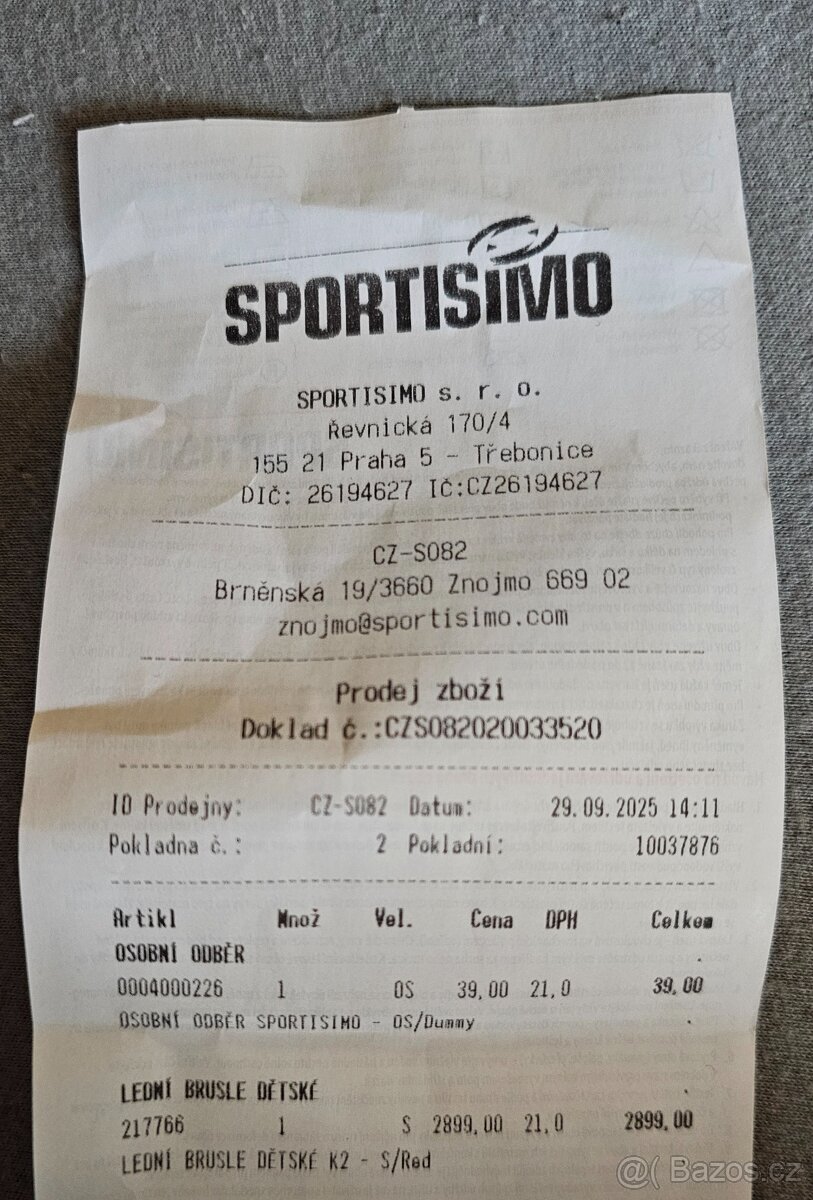 SPORTISIMO
SPORTISIMO s. r. o.
Řevnická 170/4
155 21 Praha 5 - Třebonice
DIČ: 26194627 IČ:CZ26194627
CZ-S082
Brněnská 19/3660 Znojmo 669 02
znojmo@sportisimo.com
Prodej zboží
Doklad č.:CZS082020033520
ID Prodejny: CZ-S082 Datum: 29.09.2025 14:11
Pokladna č.: 2 Pokladní: 10037876
Artikl Množ Vel. Cena DPH Celkem
OSOBNÍ ODBĚR
0004000226 1 OS 39,00 21,0 39,00
OSOBNÍ ODBĚR SPORTISIMO - OS/Dummy
LEDNÍ BRUSLE DĚTSKÉ
217766 1 S 2899,00 21,0 2899,00
LEDNÍ BRUSLE DĚTSKÉ K2 - S/Red
@( Bazos.cz